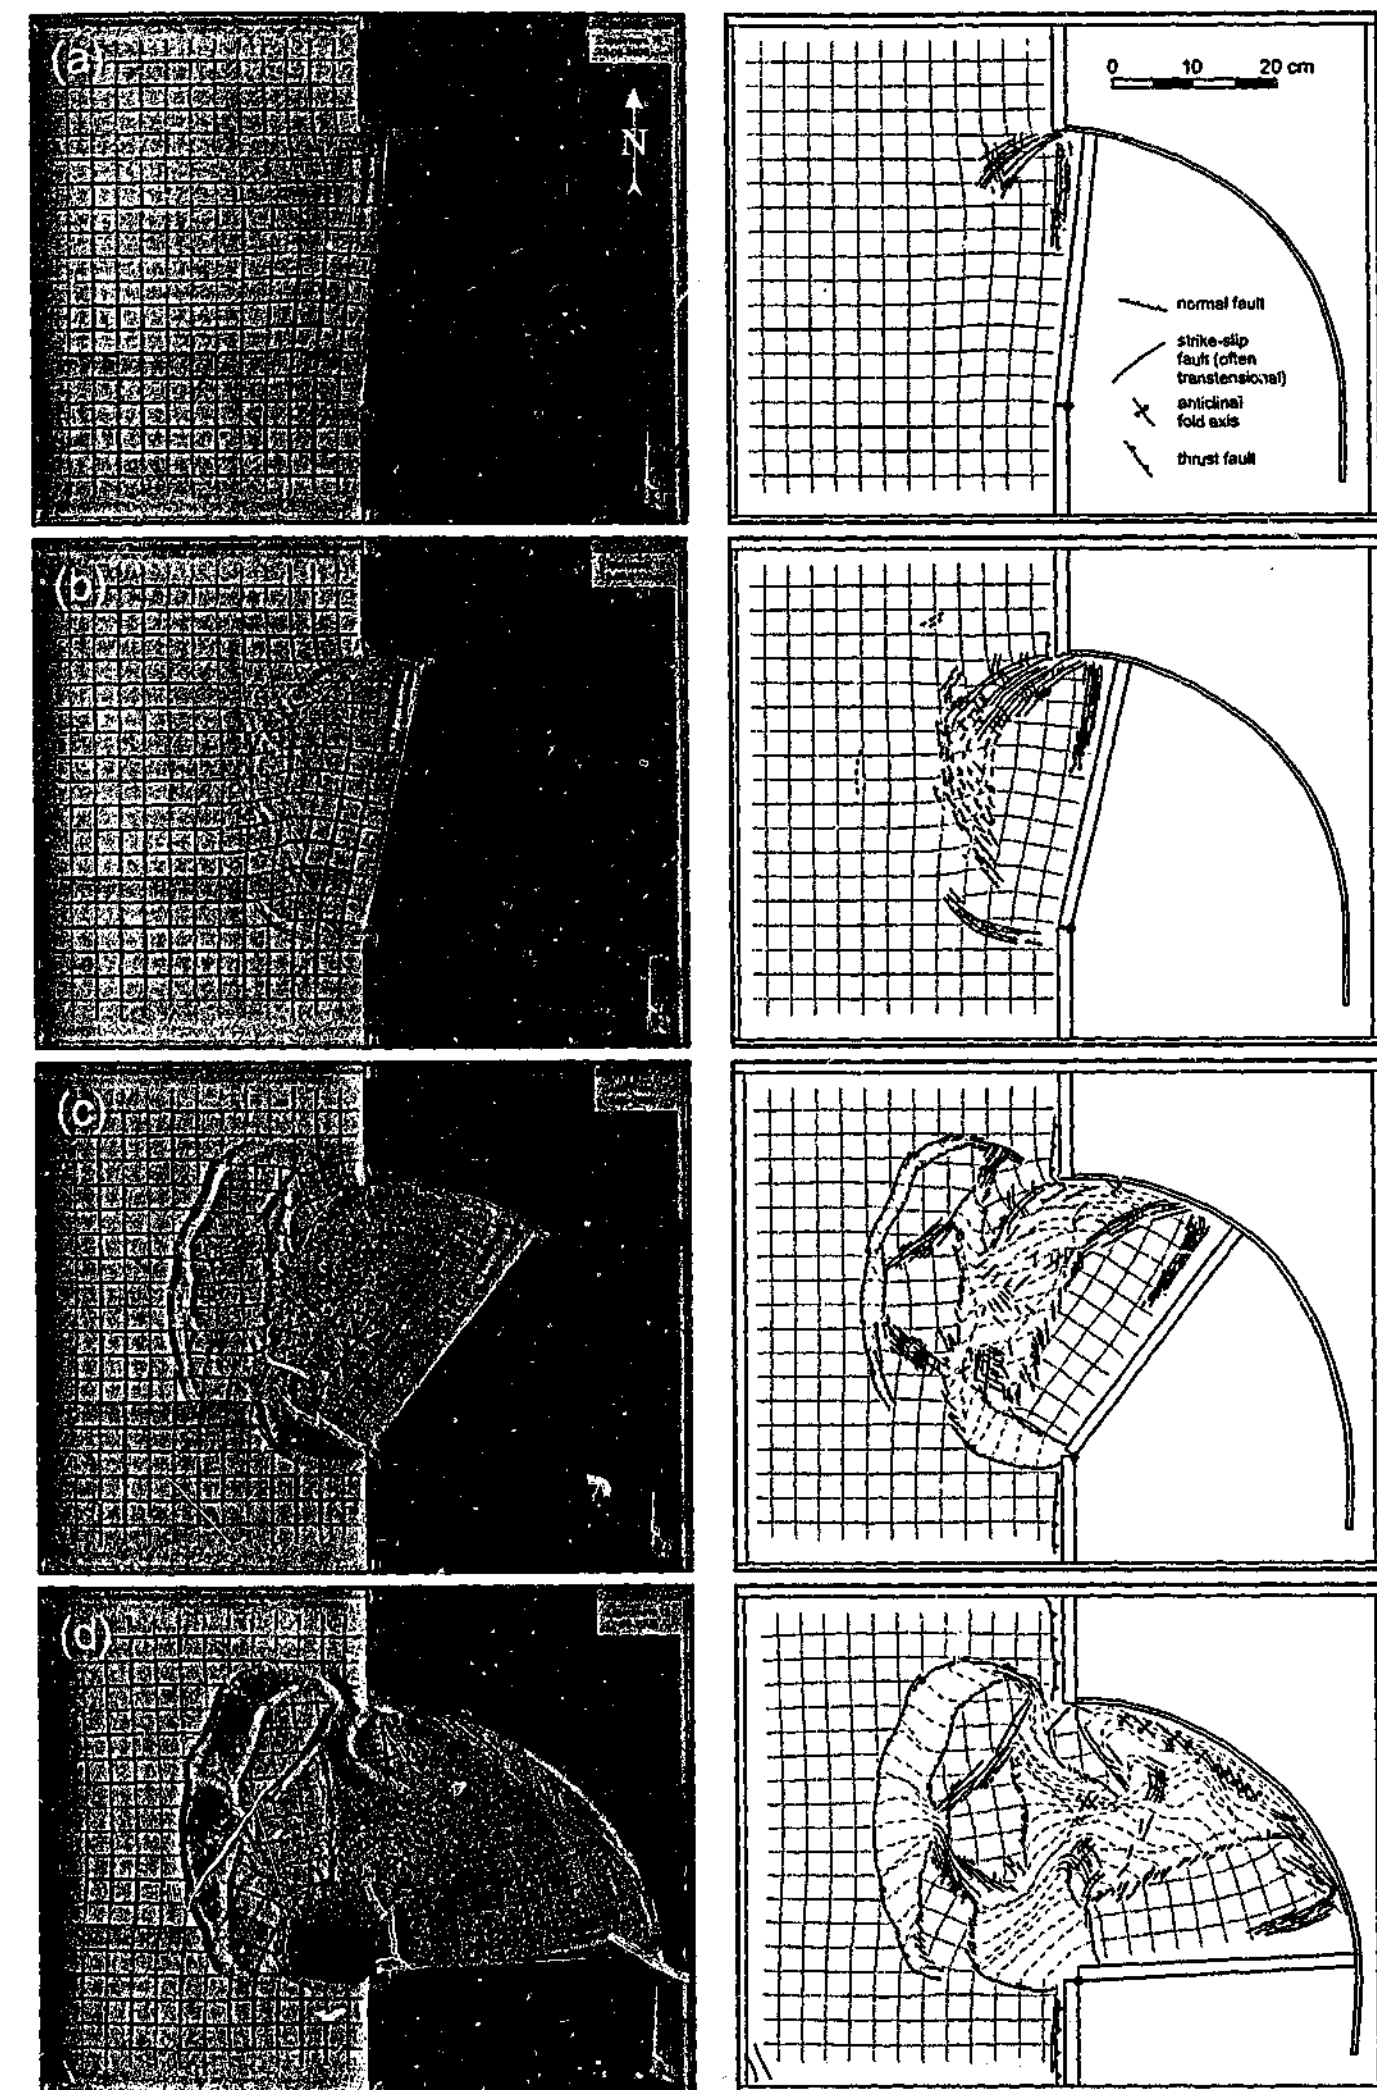 (a)
N
0 10 20 cm
normal fault
strike-slip
fault (often
transtensional)
anticlinal
fold axis
thrust fault
(b)
(c)
(d)